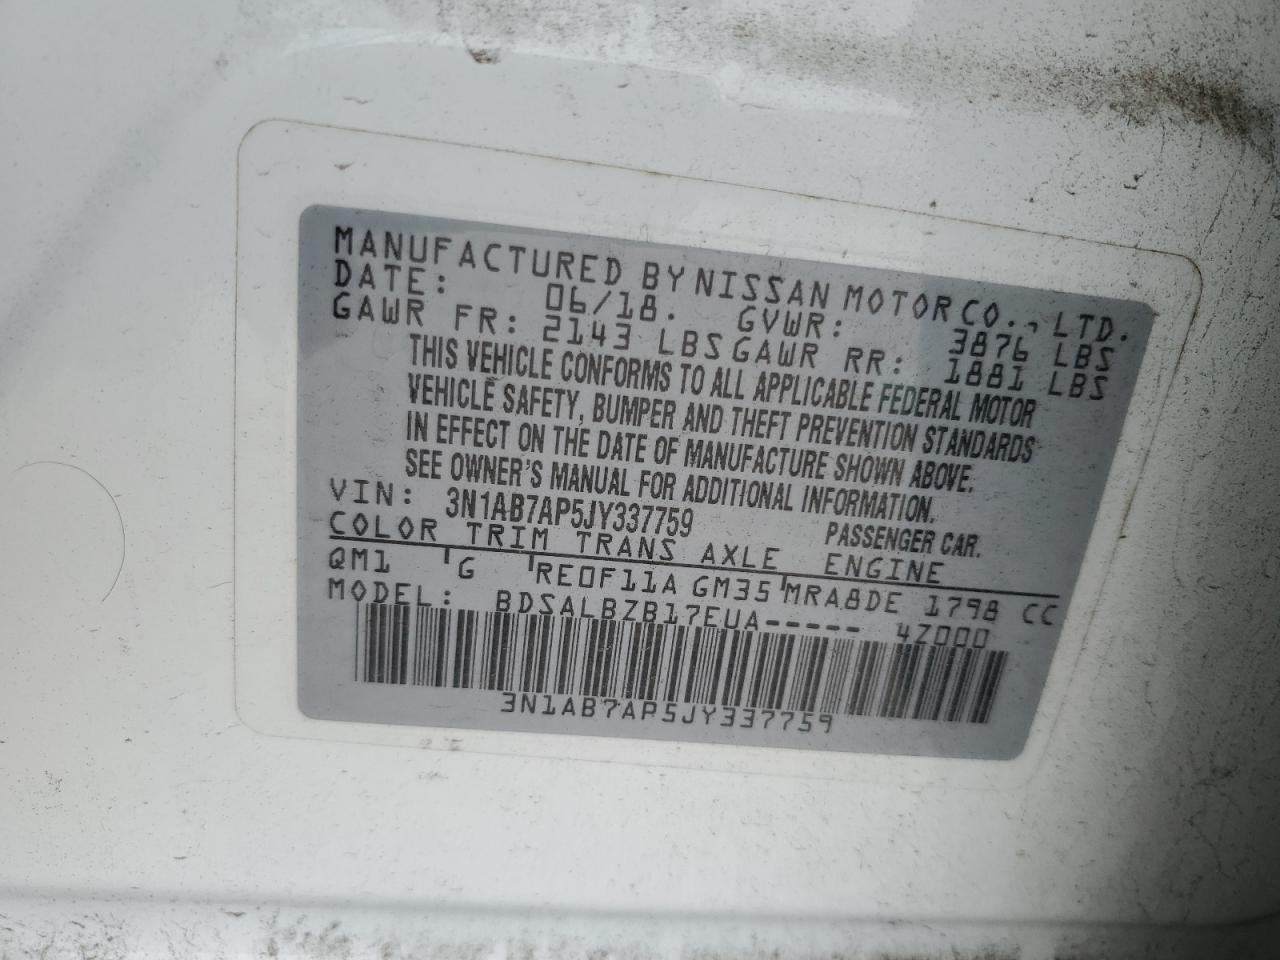 MANUFACTURED BY NISSAN MOTOR CO., LTD.
DATE: 06/18. GVWR: 3876 LBS
GAWR FR: 2143 LBS GAWR RR: 1881 LBS
THIS VEHICLE CONFORMS TO ALL APPLICABLE FEDERAL MOTOR
VEHICLE SAFETY, BUMPER AND THEFT PREVENTION STANDARDS
IN EFFECT ON THE DATE OF MANUFACTURE SHOWN ABOVE.
SEE OWNER'S MANUAL FOR ADDITIONAL INFORMATION.
VIN: 3N1AB7AP5JY337759 PASSENGER CAR.
COLOR TRIM TRANS AXLE ENGINE
QM1 G RE0F11A GM35 MRA8DE 1798 CC
MODEL: BDSALBZB17EUA----- 4Z000
3N1AB7AP5JY337759